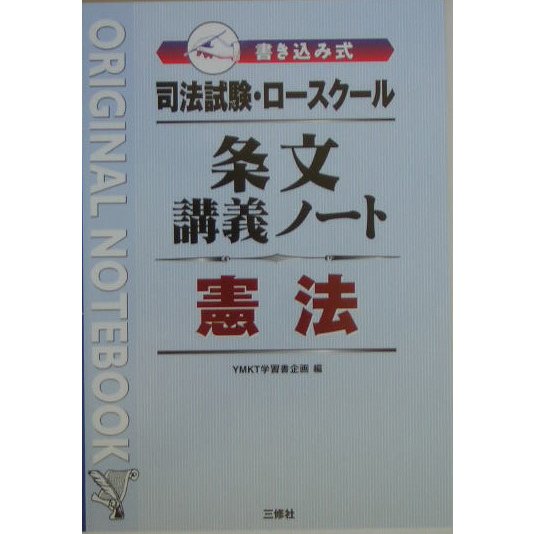 書き込み式
司法試験・ロースクール
条文
講義ノート
憲法
YMKT学習書企画 編
三修社
ORIGINAL NOTEBOOK